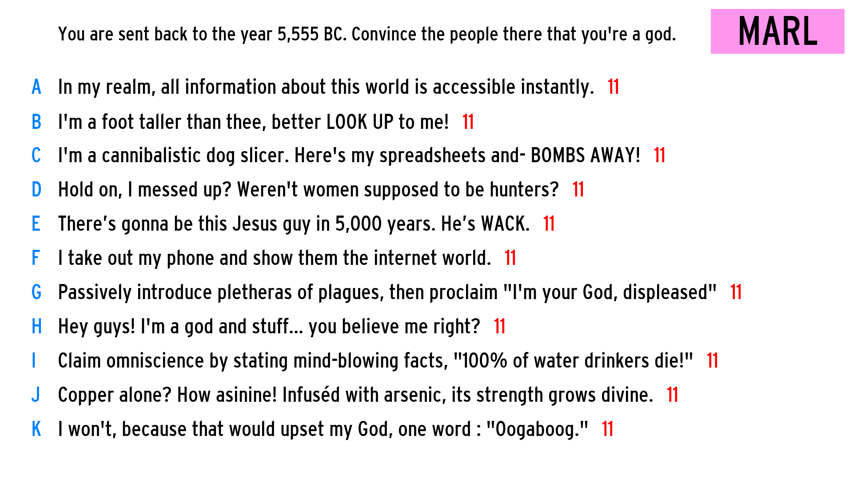 You are sent back to the year 5,555 BC. Convince the people there that you're a god.
MARL
A In my realm, all information about this world is accessible instantly. 11
B I'm a foot taller than thee, better LOOK UP to me! 11
C I'm a cannibalistic dog slicer. Here's my spreadsheets and- BOMBS AWAY! 11
D Hold on, I messed up? Weren't women supposed to be hunters? 11
E There’s gonna be this Jesus guy in 5,000 years. He’s WACK. 11
F I take out my phone and show them the internet world. 11
G Passively introduce pletheras of plagues, then proclaim "I'm your God, displeased" 11
H Hey guys! I'm a god and stuff... you believe me right? 11
I Claim omniscience by stating mind-blowing facts, "100% of water drinkers die!" 11
J Copper alone? How asinine! Infuséd with arsenic, its strength grows divine. 11
K I won't, because that would upset my God, one word : "Oogaboog." 11